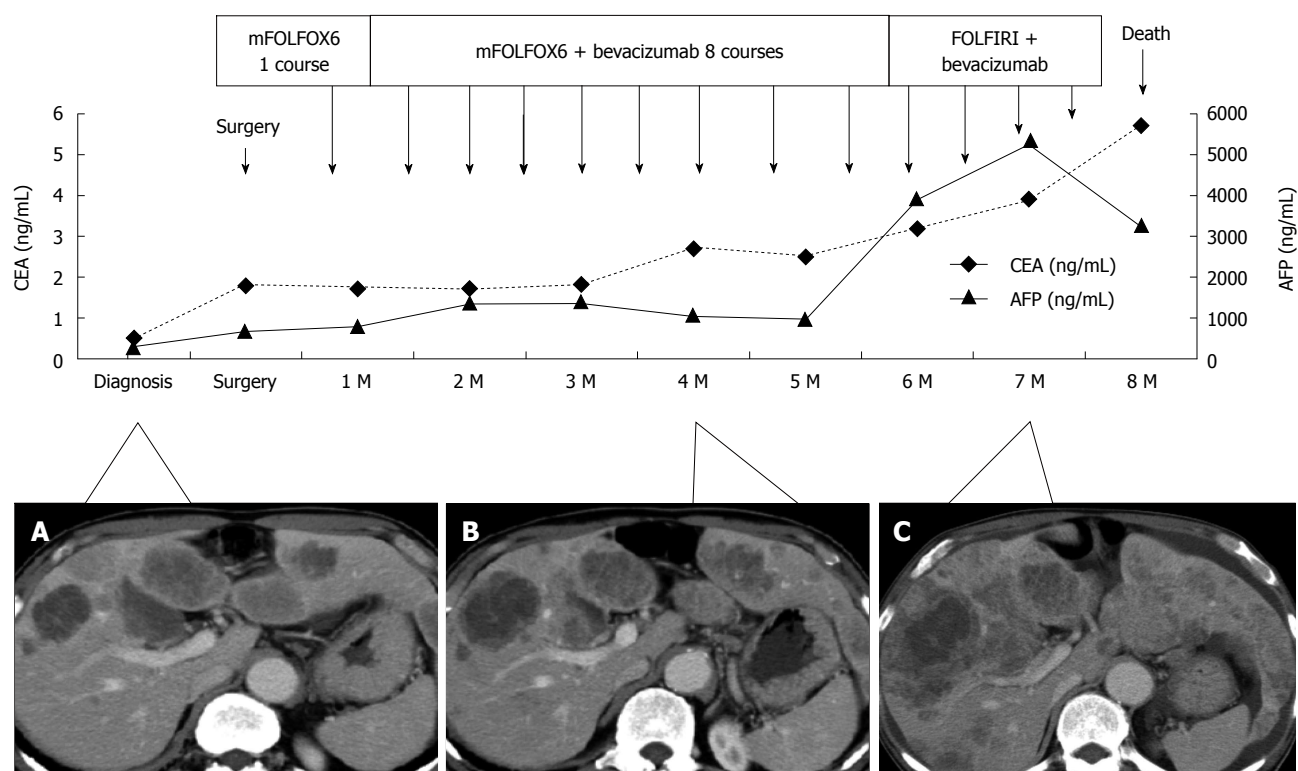 mFOLFOX6
1 course
mFOLFOX6 + bevacizumab 8 courses
FOLFIRI +
bevacizumab
Death
Surgery
CEA (ng/mL)
6
5
4
3
2
1
0
6000
5000
4000
3000
2000
1000
0
AFP (ng/mL)
CEA (ng/mL)
AFP (ng/mL)
Diagnosis Surgery 1 M 2 M 3 M 4 M 5 M 6 M 7 M 8 M
A B C